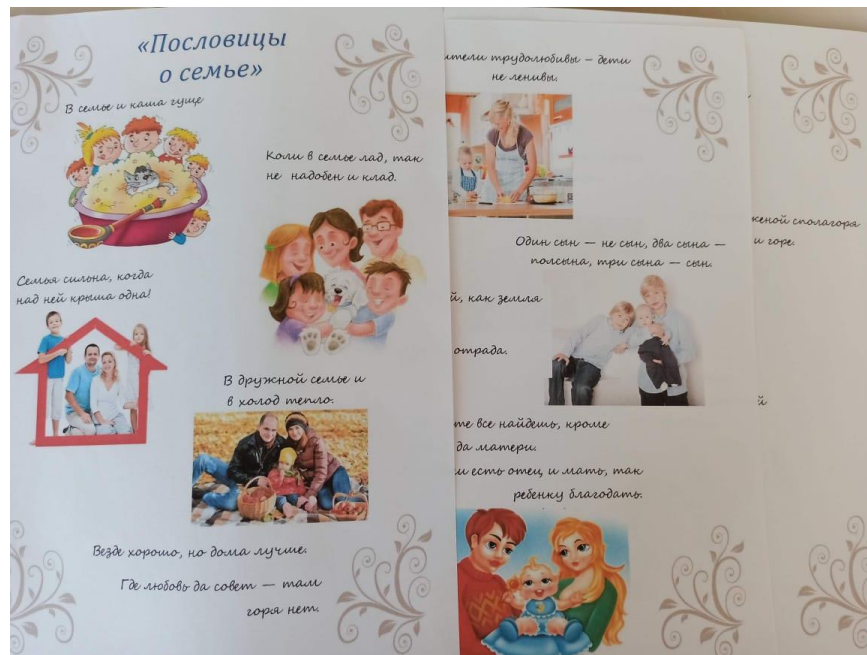 «Пословицы
о семье»
В семье и каша гуще
Коли в семье лад, так
не надобен и клад.
Семья сильна, когда
над ней крыша одна!
В дружной семье и
в холод тепло.
Везде хорошо, но дома лучше.
Где любовь да совет — там
горя нет.
трудолюбивы — дети
не ленивы.
Один сын — не сын, два сына —
полсына, три сына — сын.
й, как земля
отрада.
те все найдешь, кроме
да матери.
и есть отец, и мать, так
ребенку благодать.
женой сполагоря
и горе.
й